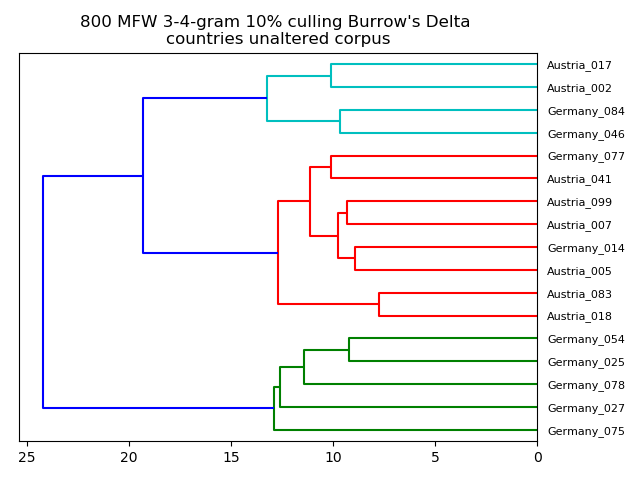 800 MFW 3-4-gram 10% culling Burrow's Delta
countries unaltered corpus
Austria_017
Austria_002
Germany_084
Germany_046
Germany_077
Austria_041
Austria_099
Austria_007
Germany_014
Austria_005
Austria_083
Austria_018
Germany_054
Germany_025
Germany_078
Germany_027
Germany_075
25 20 15 10 5 0